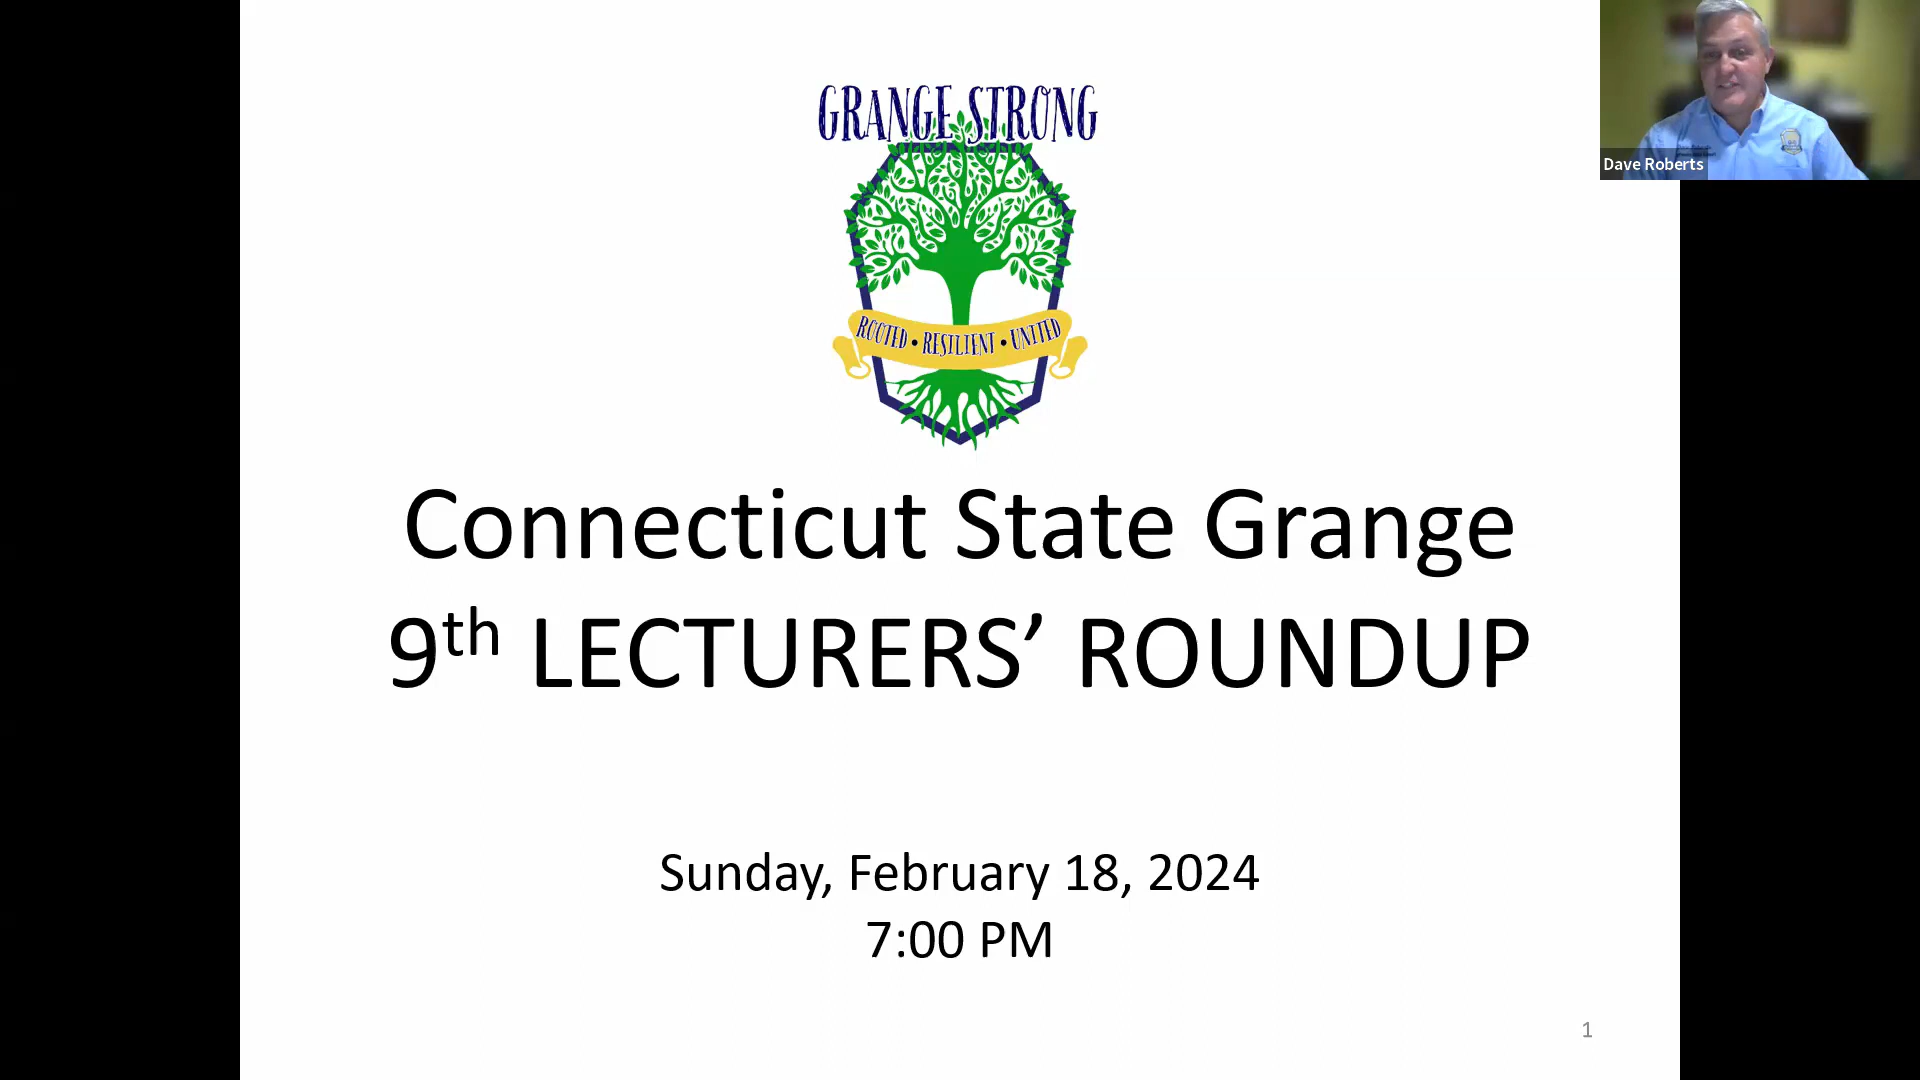 GRANGE STRONG
ROOTED • RESILIENT • UNITED
Connecticut State Grange
9th LECTURERS’ ROUNDUP
Sunday, February 18, 2024
7:00 PM
1
Dave Roberts